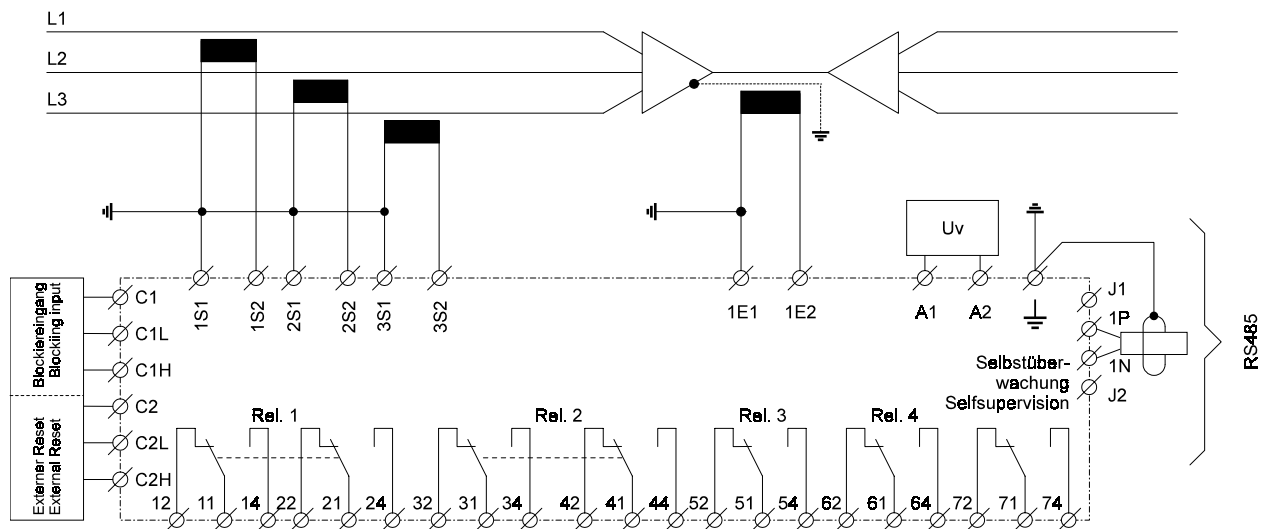 L1
L2
L3
Uv
1S1
1S2
2S1
2S2
3S1
3S2
1E1
1E2
A1
A2
J1
1P
1N
J2
RS485
Blockiereingang
Blocking input
C1
C1L
C1H
Externer Reset
External Reset
C2
C2L
C2H
Selbstüber-
wachung
Selfsupervision
Rel. 1
Rel. 2
Rel. 3
Rel. 4
12 11 14 22 21 24 32 31 34 42 41 44 52 51 54 62 61 64 72 71 74